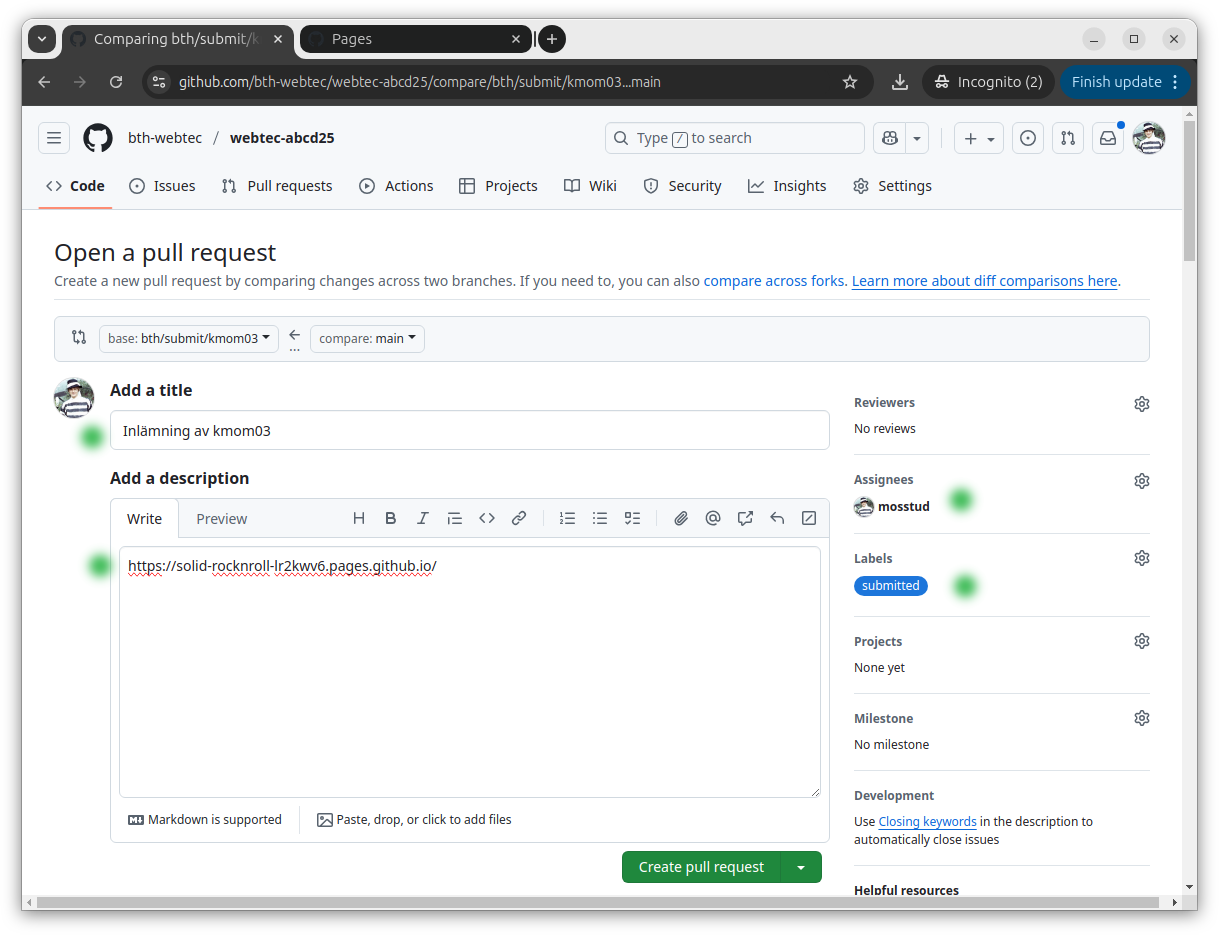 Comparing bth/submit/k
Pages
github.com/bth-webtec/webtec-abcd25/compare/bth/submit/kmom03...main
Incognito (2)
Finish update
bth-webtec / webtec-abcd25
Type / to search
Code
Issues
Pull requests
Actions
Projects
Wiki
Security
Insights
Settings
Open a pull request
Create a new pull request by comparing changes across two branches. If you need to, you can also compare across forks. Learn more about diff comparisons here.
base: bth/submit/kmom03
...
compare: main
Add a title
Inlämning av kmom03
Add a description
Write
Preview
https://solid-rocknroll-lr2kwv6.pages.github.io/
Markdown is supported
Paste, drop, or click to add files
Create pull request
Reviewers
No reviews
Assignees
mosstud
Labels
submitted
Projects
None yet
Milestone
No milestone
Development
Use Closing keywords in the description to
automatically close issues
Helpful resources